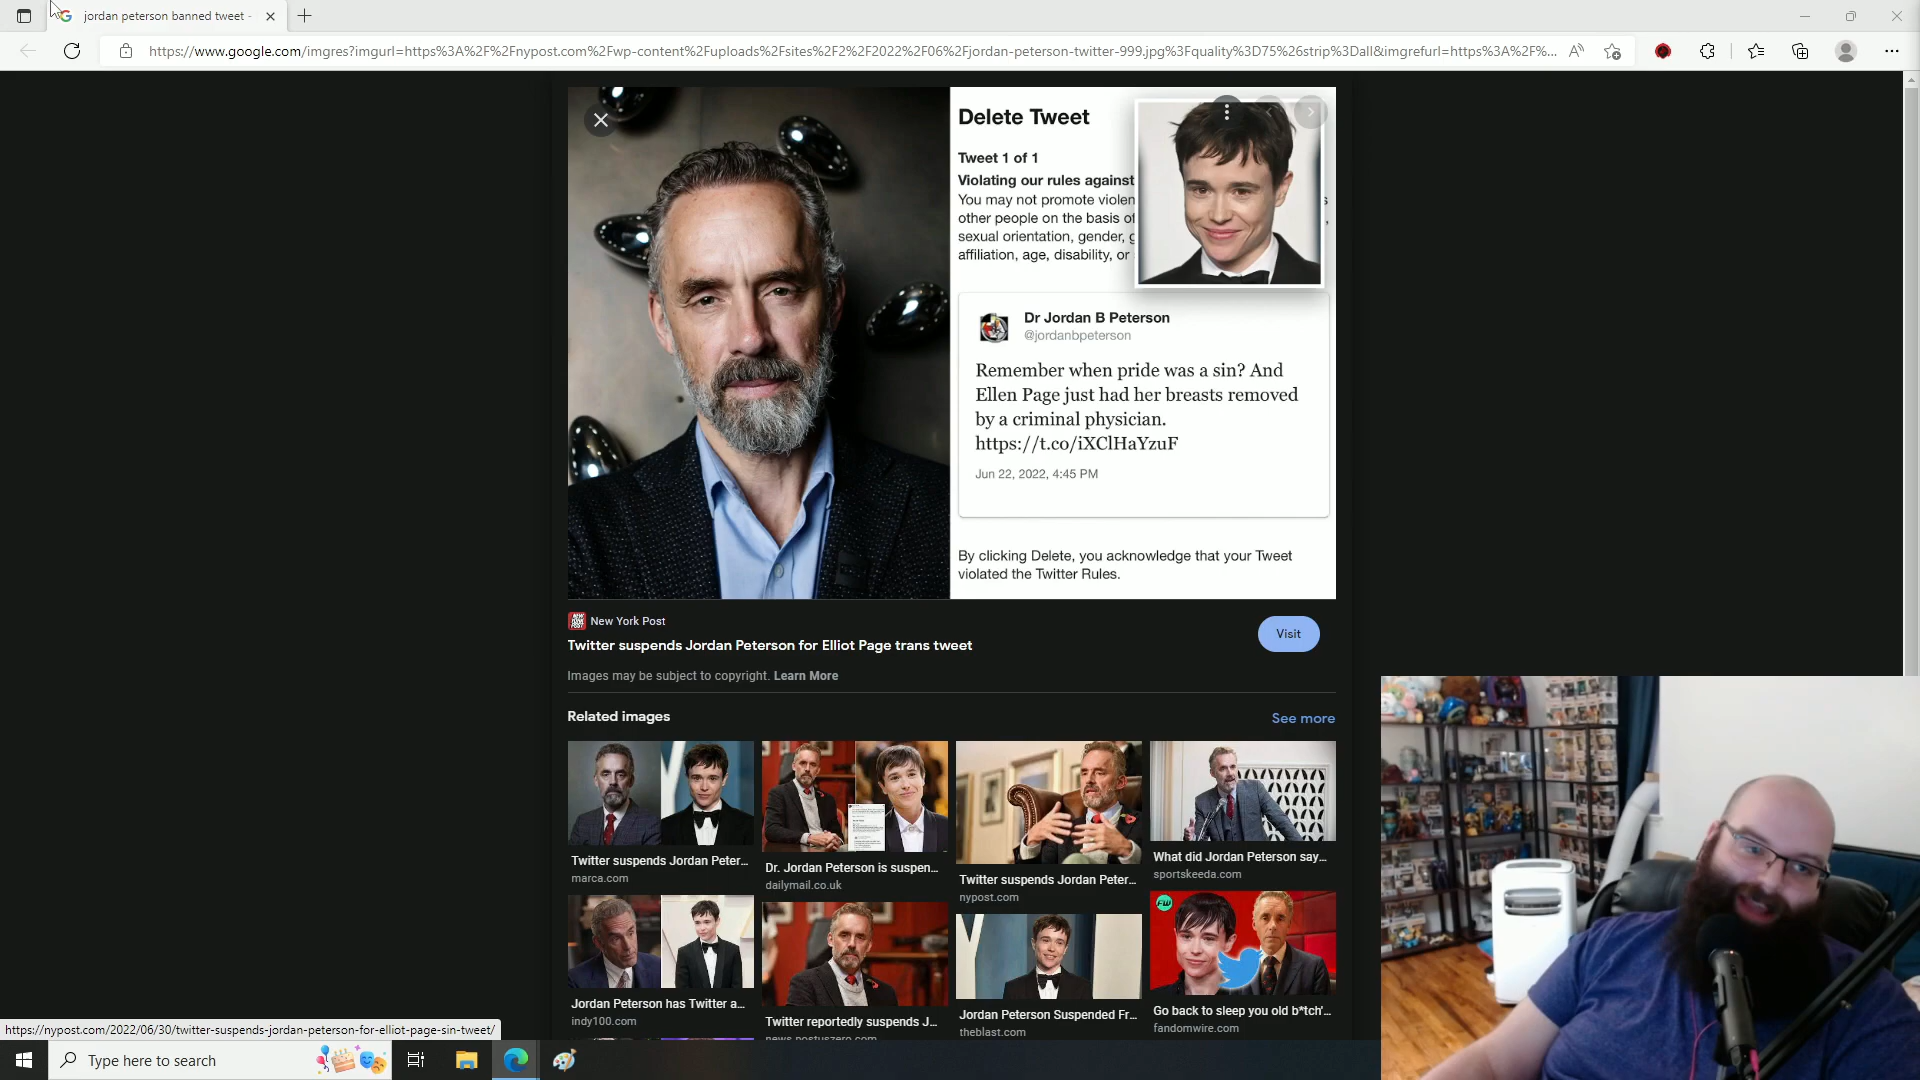 jordan peterson banned tweet -
https://www.google.com/imgres?imgurl=https%3A%2F%2Fnypost.com%2Fwp-content%2Fuploads%2Fsites%2F2%2F2022%2F06%2Fjordan-peterson-twitter-999.jpg%3Fquality%3D75%26strip%3Dall&imgrefurl=https%3A%2F%...
Delete Tweet
Tweet 1 of 1
Violating our rules against
You may not promote violen
other people on the basis of
sexual orientation, gender, g
affiliation, age, disability, or
Dr Jordan B Peterson
@jordanbpeterson
Remember when pride was a sin? And
Ellen Page just had her breasts removed
by a criminal physician.
https://t.co/iXClHaYzuF
Jun 22, 2022, 4:45 PM
By clicking Delete, you acknowledge that your Tweet
violated the Twitter Rules.
New York Post
Twitter suspends Jordan Peterson for Elliot Page trans tweet
Visit
Images may be subject to copyright. Learn More
Related images
See more
Twitter suspends Jordan Peter...
marca.com
Dr. Jordan Peterson is suspen...
dailymail.co.uk
Twitter suspends Jordan Peter...
nypost.com
What did Jordan Peterson say...
sportskeeda.com
Jordan Peterson has Twitter a...
indy100.com
Twitter reportedly suspends J...
news.postuszero.com
Jordan Peterson Suspended Fr...
theblast.com
FW
Go back to sleep you old b*tch'...
fandomwire.com
https://nypost.com/2022/06/30/twitter-suspends-jordan-peterson-for-elliot-page-sin-tweet/
Type here to search